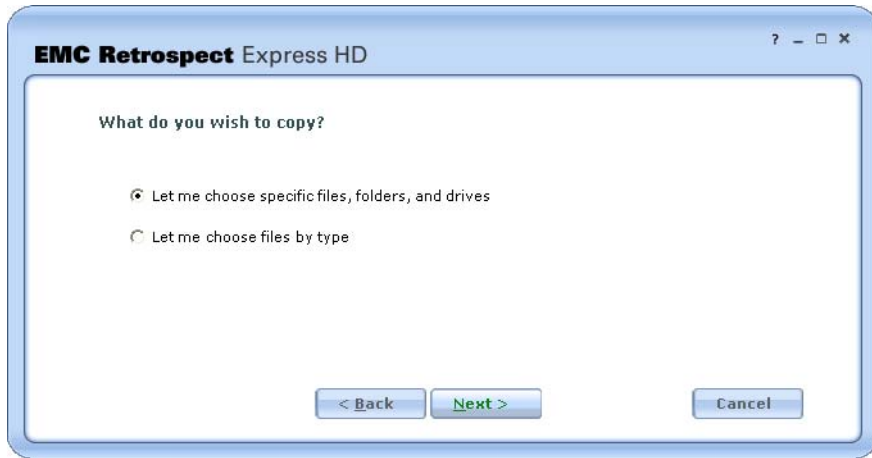 EMC Retrospect Express HD
?
What do you wish to copy?
Let me choose specific files, folders, and drives
Let me choose files by type
< Back
Next >
Cancel